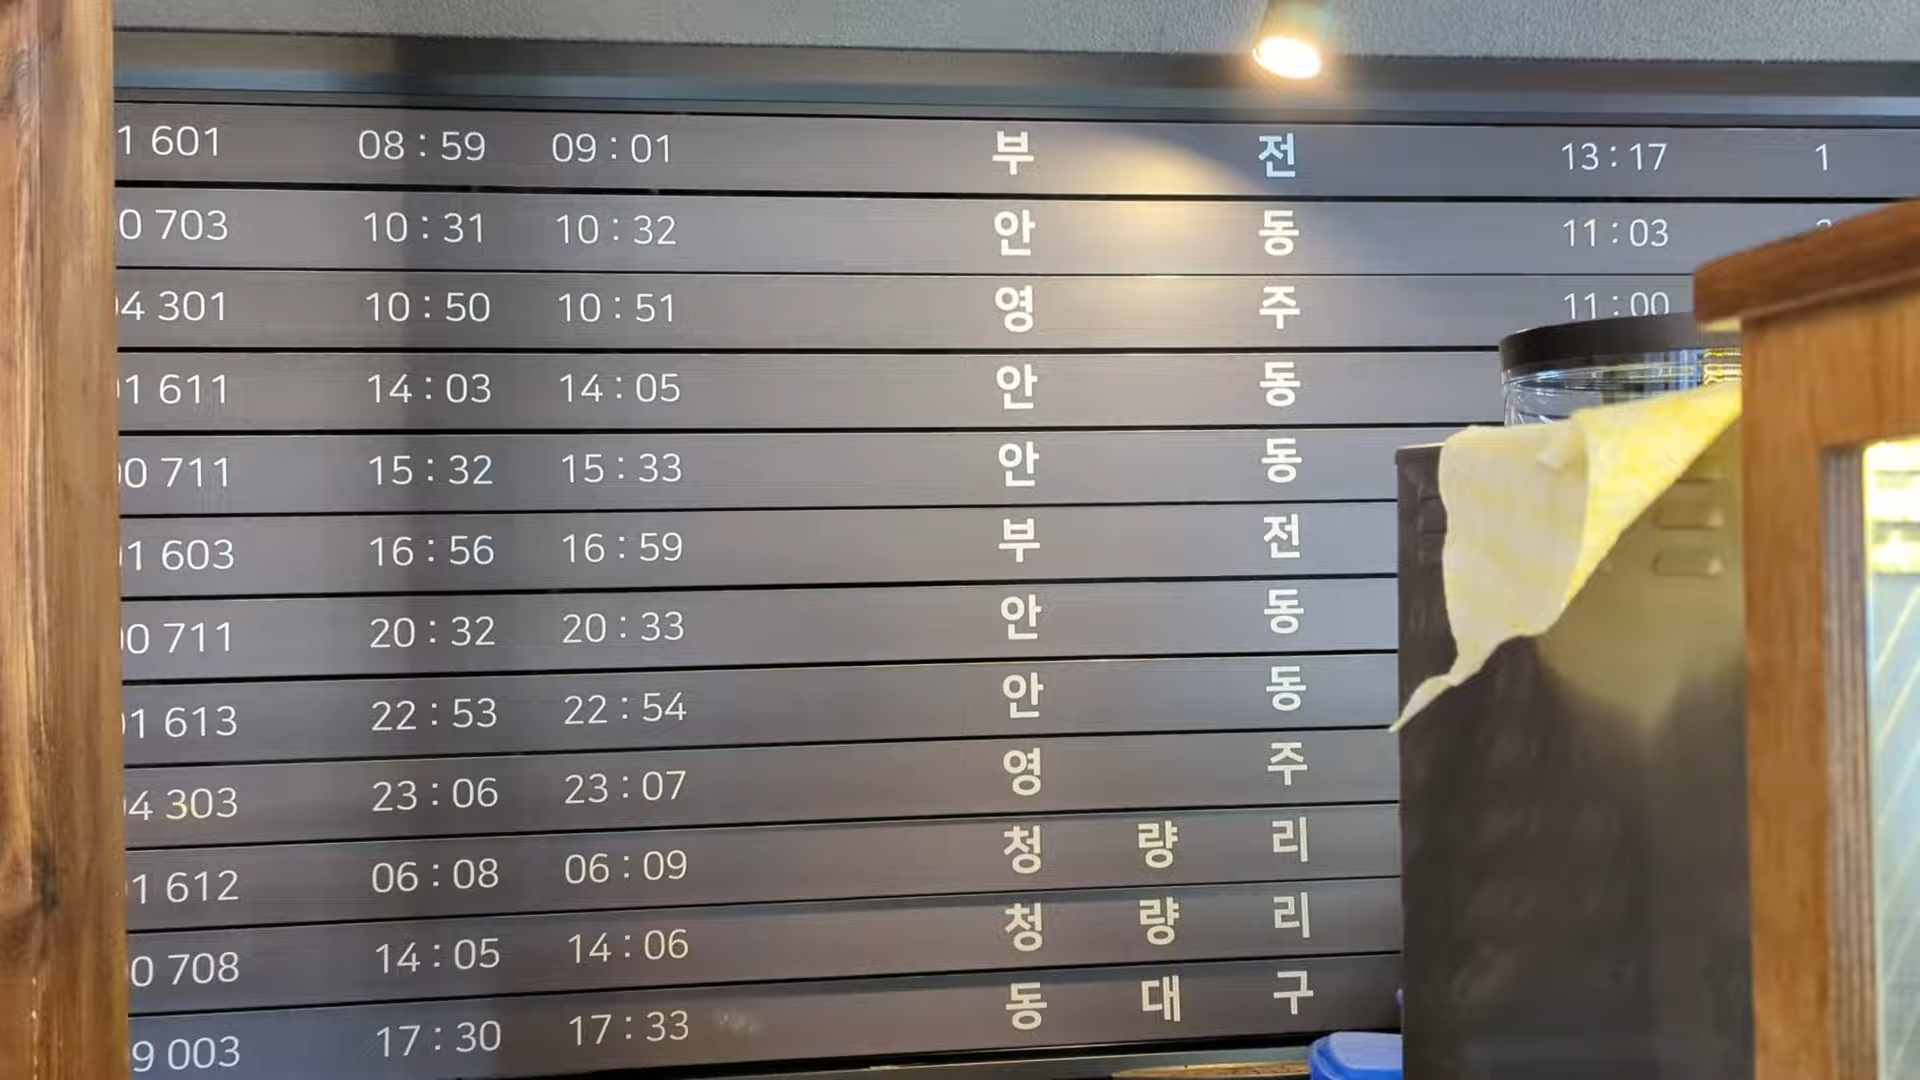 1 601 08:59 09:01 부 전 13:17 1
0 703 10:31 10:32 안 동 11:03
4 301 10:50 10:51 영 주 11:00
1 611 14:03 14:05 안 동
0 711 15:32 15:33 안 동
1 603 16:56 16:59 부 전
0 711 20:32 20:33 안 동
1 613 22:53 22:54 안 동
4 303 23:06 23:07 영 주
1 612 06:08 06:09 청 량 리
0 708 14:05 14:06 청 량 리
9 003 17:30 17:33 동 대 구